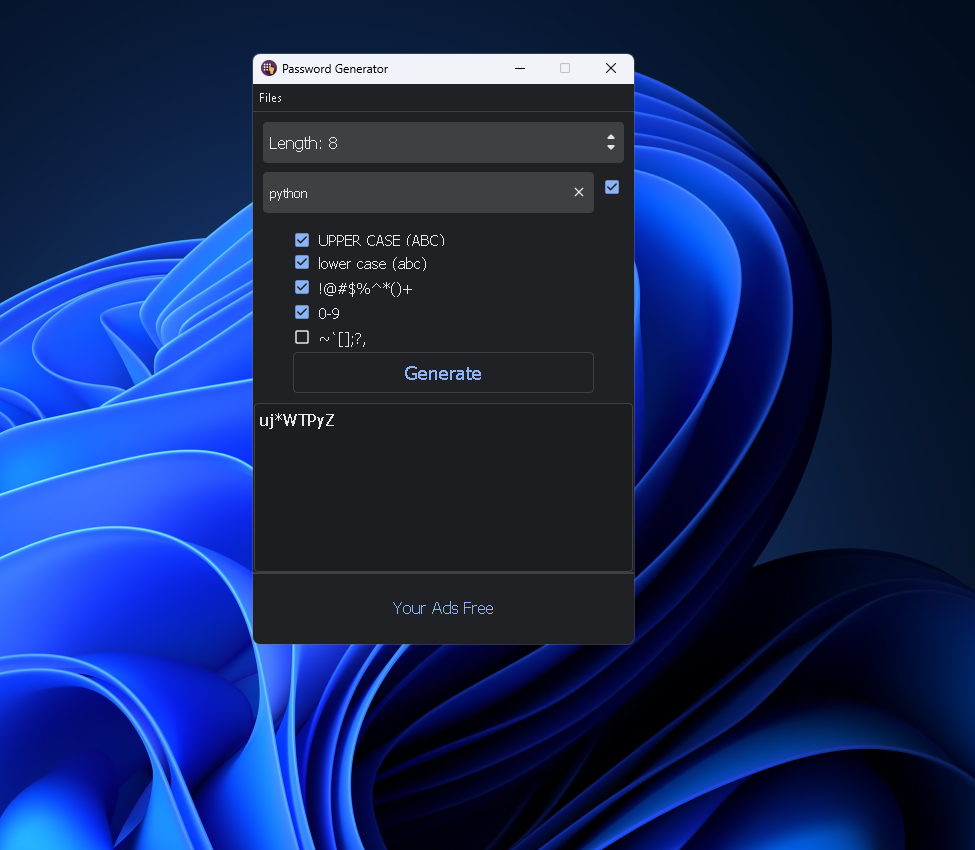 Password Generator
Files
Length: 8
python
UPPER CASE (ABC)
lower case (abc)
!@#$%^*()+
0-9
~`[];?,
Generate
uj*WTPyZ
Your Ads Free